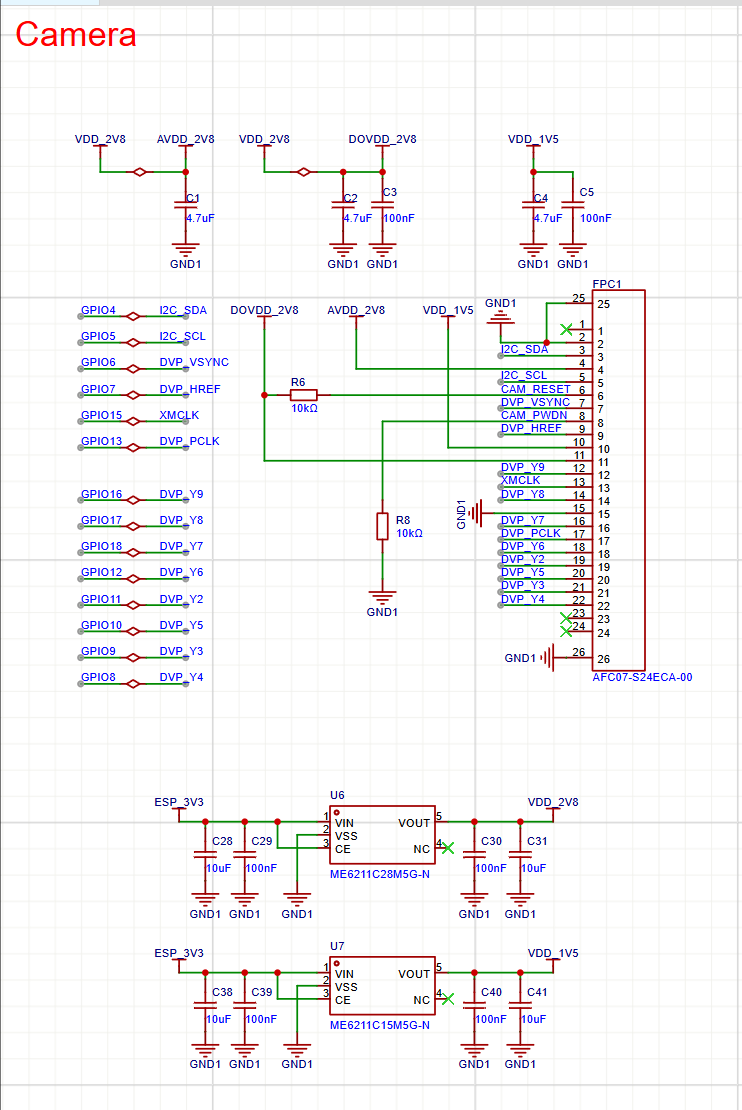 Camera
VDD_2V8 AVDD_2V8 VDD_2V8 DOVDD_2V8 VDD_1V5
C1 C2 C3 C4 C5
4.7uF 4.7uF 100nF 4.7uF 100nF
GND1 GND1 GND1 GND1 GND1
FPC1
GPIO4 I2C_SDA DOVDD_2V8 AVDD_2V8 VDD_1V5 GND1 25 25
1 1
GPIO5 I2C_SCL 2 2
I2C_SDA 3 3
GPIO6 DVP_VSYNC 4 4
I2C_SCL 5 5
GPIO7 DVP_HREF R6 CAM_RESET 6 6
10kΩ DVP_VSYNC 7 7
GPIO15 XMCLK CAM_PWDN 8 8
DVP_HREF 9 9
GPIO13 DVP_PCLK 10 10
11 11
DVP_Y9 12 12
XMCLK 13 13
GPIO16 DVP_Y9 DVP_Y8 14 14
GND1 15 15
GPIO17 DVP_Y8 R8 DVP_Y7 16 16
10kΩ DVP_PCLK 17 17
GPIO18 DVP_Y7 DVP_Y6 18 18
DVP_Y2 19 19
GPIO12 DVP_Y6 DVP_Y5 20 20
DVP_Y3 21 21
GPIO11 DVP_Y2 GND1 DVP_Y4 22 22
23 23
GPIO10 DVP_Y5 24 24
GPIO9 DVP_Y3 GND1 26 26
GPIO8 DVP_Y4 AFC07-S24ECA-00
U6
ESP_3V3 VDD_2V8
1 VIN VOUT 5
2 VSS
C28 C29 3 CE NC 4 C30 C31
10uF 100nF ME6211C28M5G-N 100nF 10uF
GND1 GND1 GND1 GND1 GND1
U7
ESP_3V3 VDD_1V5
1 VIN VOUT 5
2 VSS
C38 C39 3 CE NC 4 C40 C41
10uF 100nF ME6211C15M5G-N 100nF 10uF
GND1 GND1 GND1 GND1 GND1